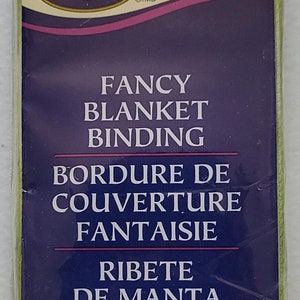 FANCY
BLANKET
BINDING
BORDURE DE
COUVERTURE
FANTAISIE
RIBETE
DE MANTA